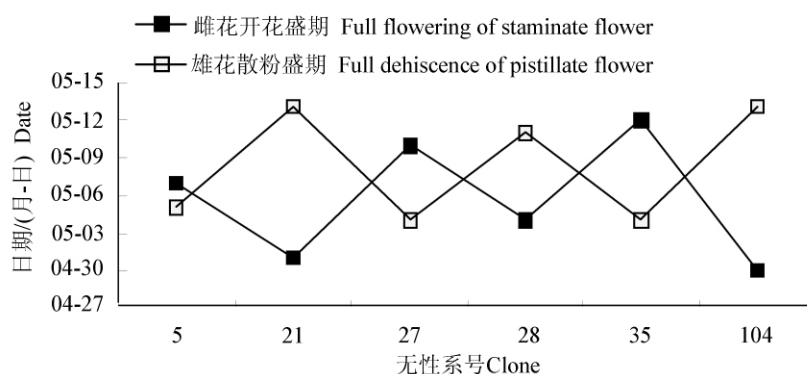 雌花开花盛期 Full flowering of staminate flower
雄花散粉盛期 Full dehiscence of pistillate flower
日期/(月-日) Date
05-15
05-12
05-09
05-06
05-03
04-30
04-27
5 21 27 28 35 104
无性系号Clone